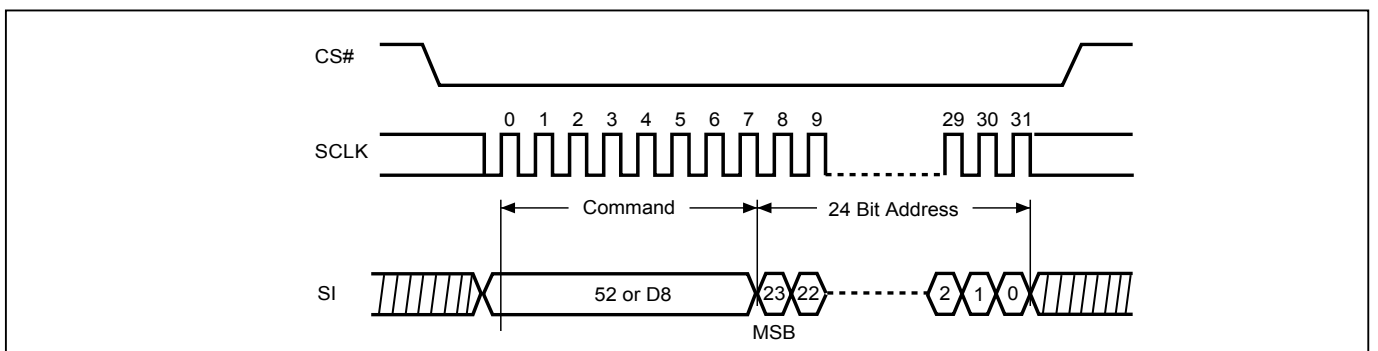 CS#
0 1 2 3 4 5 6 7 8 9 29 30 31
SCLK
Command 24 Bit Address
SI 52 or D8 23 22 2 1 0
MSB